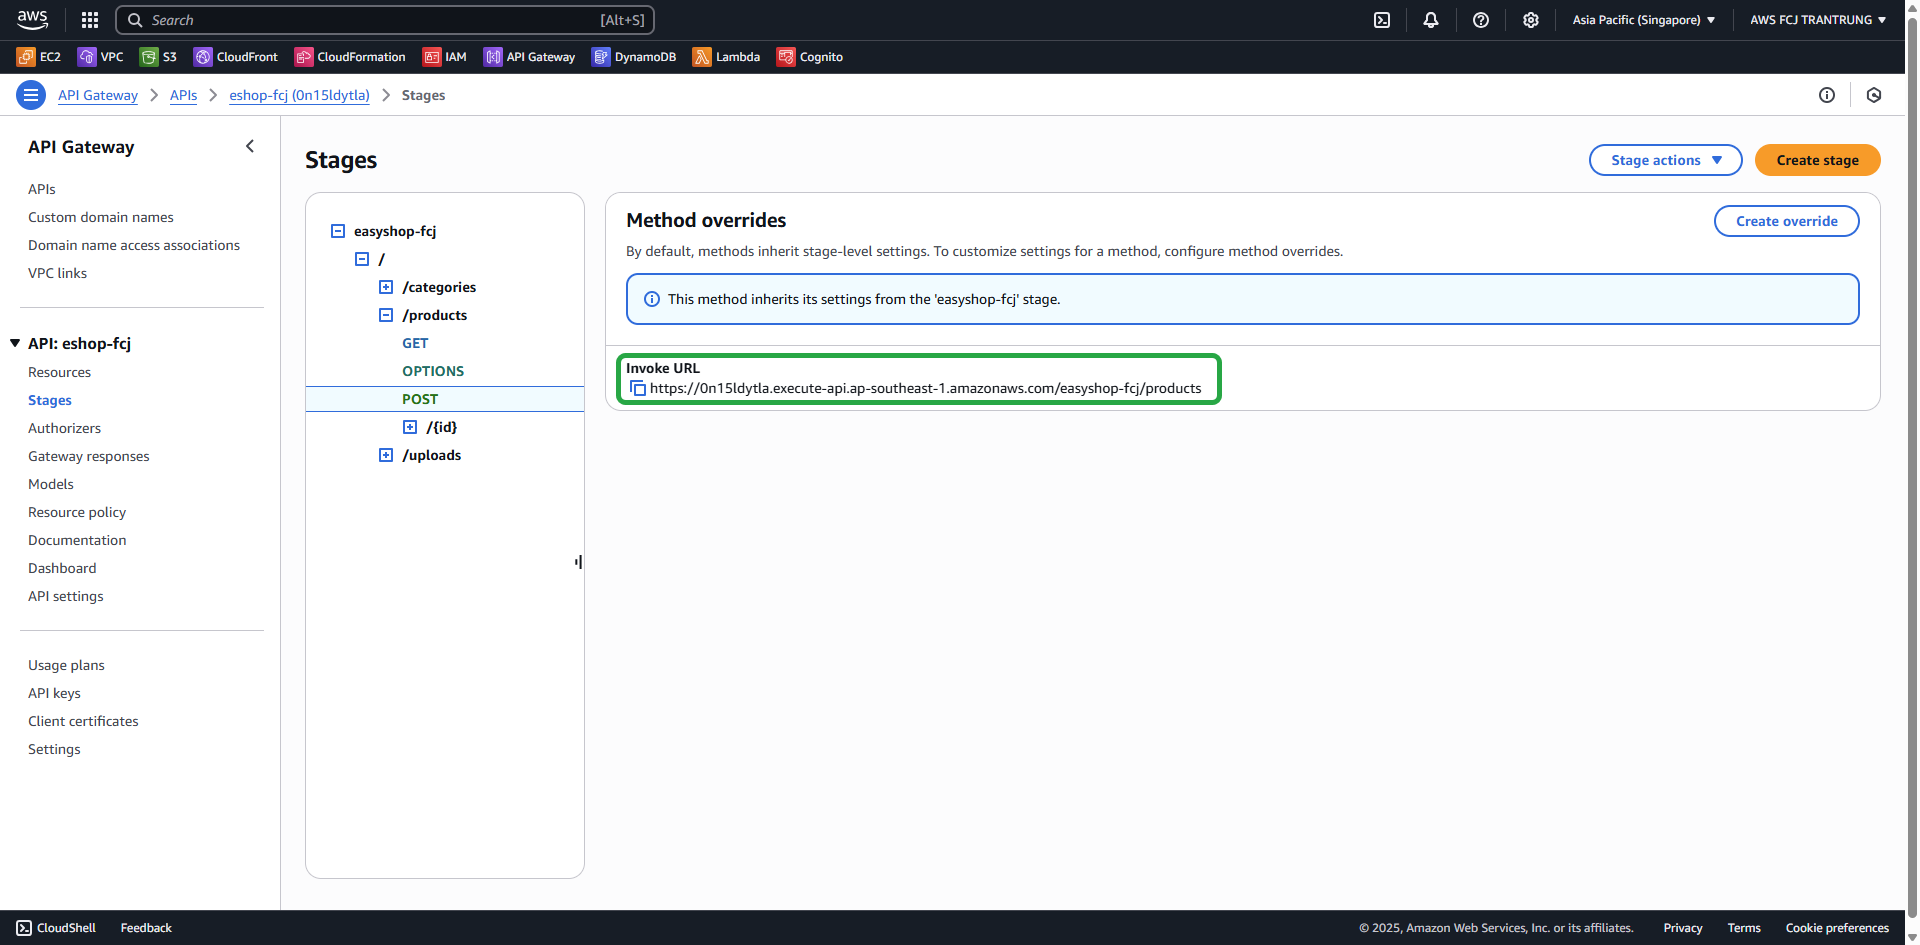 aws
Search [Alt+S]
Asia Pacific (Singapore) ▼
AWS FCJ TRANTRUNG ▼
EC2 VPC S3 CloudFront CloudFormation IAM API Gateway DynamoDB Lambda Cognito
API Gateway > APIs > eshop-fcj (0n15ldytla) > Stages
API Gateway
APIs
Custom domain names
Domain name access associations
VPC links
API: eshop-fcj
Resources
Stages
Authorizers
Gateway responses
Models
Resource policy
Documentation
Dashboard
API settings
Usage plans
API keys
Client certificates
Settings
Stages
Stage actions ▼
Create stage
easyshop-fcj
/
/categories
/products
GET
OPTIONS
POST
/{id}
/uploads
Method overrides
Create override
By default, methods inherit stage-level settings. To customize settings for a method, configure method overrides.
This method inherits its settings from the 'easyshop-fcj' stage.
Invoke URL
https://0n15ldytla.execute-api.ap-southeast-1.amazonaws.com/easyshop-fcj/products
CloudShell Feedback
© 2025, Amazon Web Services, Inc. or its affiliates. Privacy Terms Cookie preferences